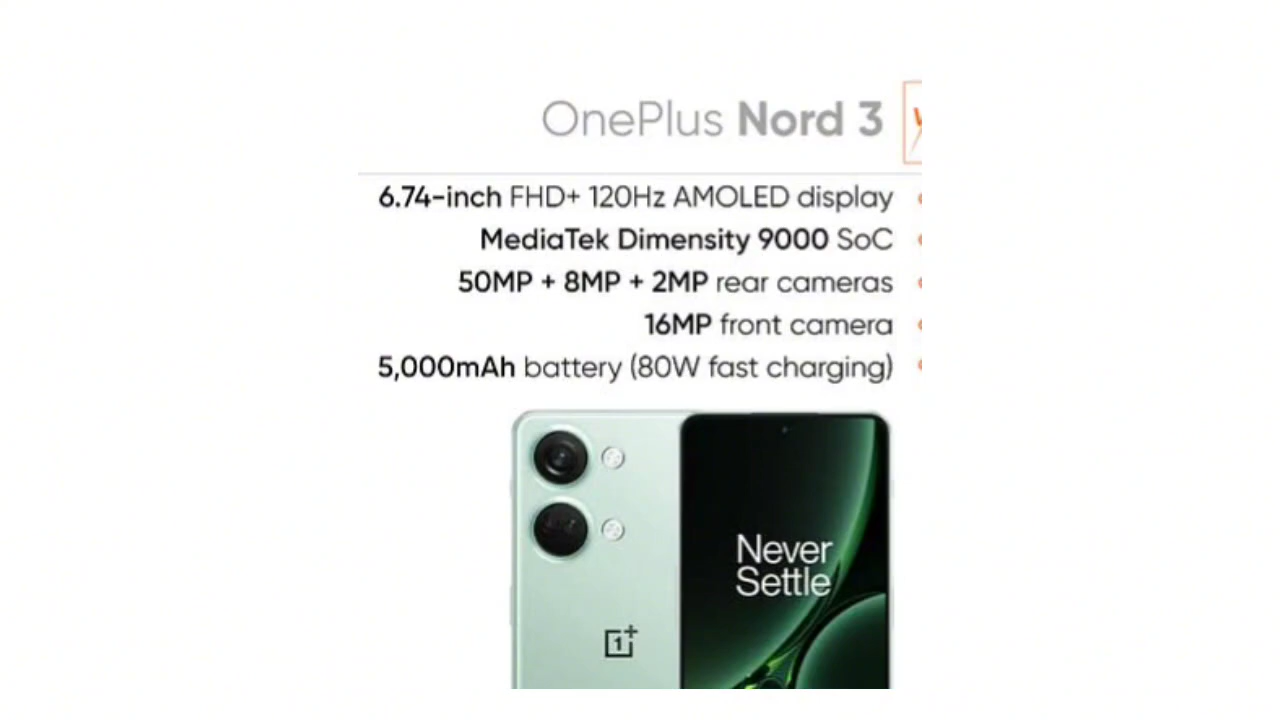 OnePlus Nord 3
6.74-inch FHD+ 120Hz AMOLED display
MediaTek Dimensity 9000 SoC
50MP + 8MP + 2MP rear cameras
16MP front camera
5,000mAh battery (80W fast charging)
Never
Settle